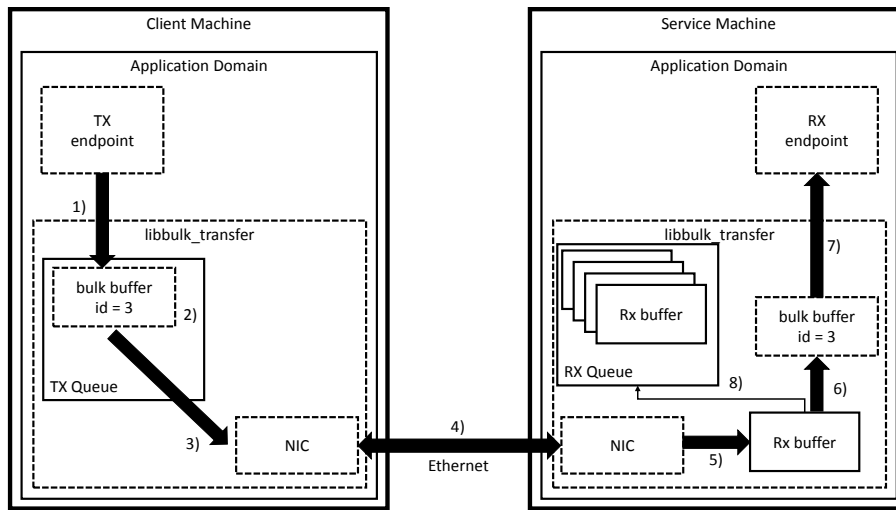 Client Machine
Application Domain
TX
endpoint
1)
libbulk_transfer
bulk buffer
id = 3
2)
TX Queue
3)
NIC
4)
Ethernet
Service Machine
Application Domain
RX
endpoint
7)
libbulk_transfer
Rx buffer
RX Queue
bulk buffer
id = 3
8)
6)
NIC
5)
Rx buffer